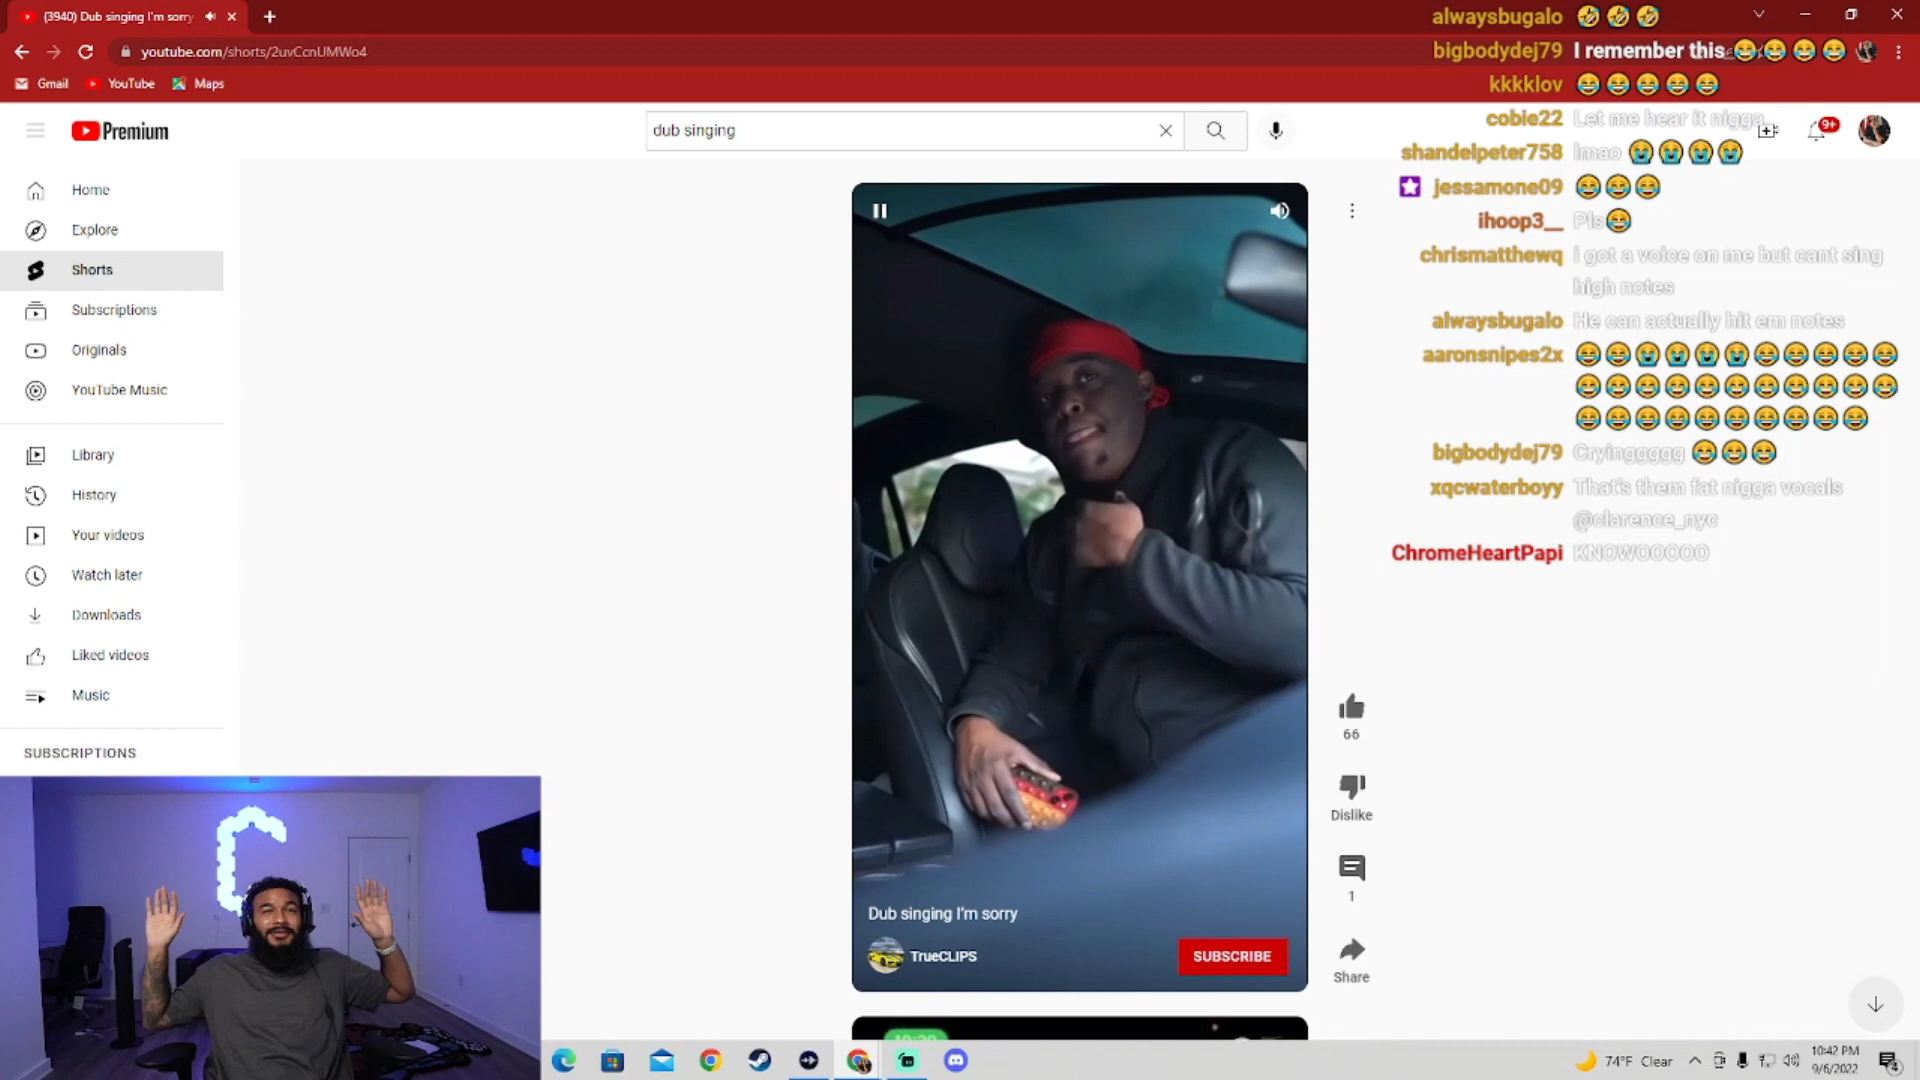 (3940) Dub singing I'm sorry
youtube.com/shorts/2uvCcnUMWo4
Gmail
YouTube
Maps
Premium
dub singing
9+
Home
Explore
Shorts
Subscriptions
Originals
YouTube Music
Library
History
Your videos
Watch later
Downloads
Liked videos
Music
SUBSCRIPTIONS
66
Dislike
1
Share
Dub singing I'm sorry
TrueCLIPS
SUBSCRIBE
alwaysbugalo
bigbodydej79 I remember this
kkkklov
cobie22 Let me hear it nigga
shandelpeter758 lmao
jessamone09
ihoop3__ Pls
chrismatthewq i got a voice on me but cant sing
high notes
alwaysbugalo He can actually hit em notes
aaronsnipes2x
bigbodydej79 Cryinggggg
xqcwaterboyy That's them fat nigga vocals
@clarence_nyc
ChromeHeartPapi KNOWOOOOO
74°F Clear
10:42 PM
9/6/2022
4